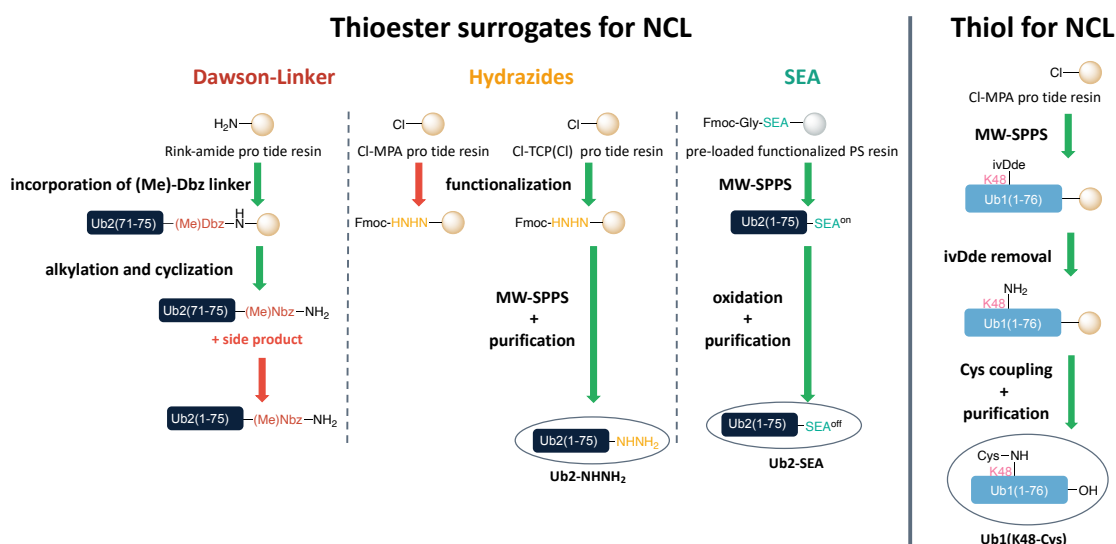 Thioester surrogates for NCL
Dawson-Linker
H2N
Rink-amide pro tide resin
incorporation of (Me)-Dbz linker
Ub2(71-75) (Me)Dbz N H
alkylation and cyclization
Ub2(71-75) (Me)Nbz NH2
+ side product
Ub2(1-75) (Me)Nbz NH2
Hydrazides
Cl Cl
Cl-MPA pro tide resin Cl-TCP(Cl) pro tide resin
functionalization
Fmoc-HNHN Fmoc-HNHN
MW-SPPS
+
purification
Ub2(1-75) NHNH2
Ub2-NHNH2
SEA
Fmoc-Gly-SEA
pre-loaded functionalized PS resin
MW-SPPS
Ub2(1-75) SEAon
oxidation
+
purification
Ub2(1-75) SEAoff
Ub2-SEA
Thiol for NCL
Cl
Cl-MPA pro tide resin
MW-SPPS
ivDde
K48
Ub1(1-76)
ivDde removal
NH2
K48
Ub1(1-76)
Cys coupling
+
purification
Cys-NH
K48
Ub1(1-76) OH
Ub1(K48-Cys)